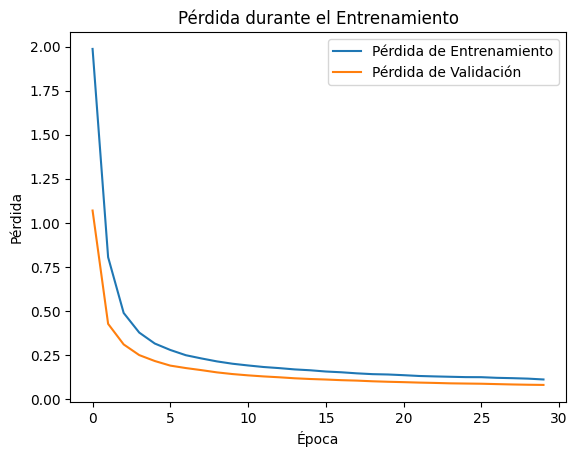 Pérdida durante el Entrenamiento
Pérdida de Entrenamiento
Pérdida de Validación
2.00
1.75
1.50
1.25
1.00
0.75
0.50
0.25
0.00
Pérdida
0 5 10 15 20 25 30
Época